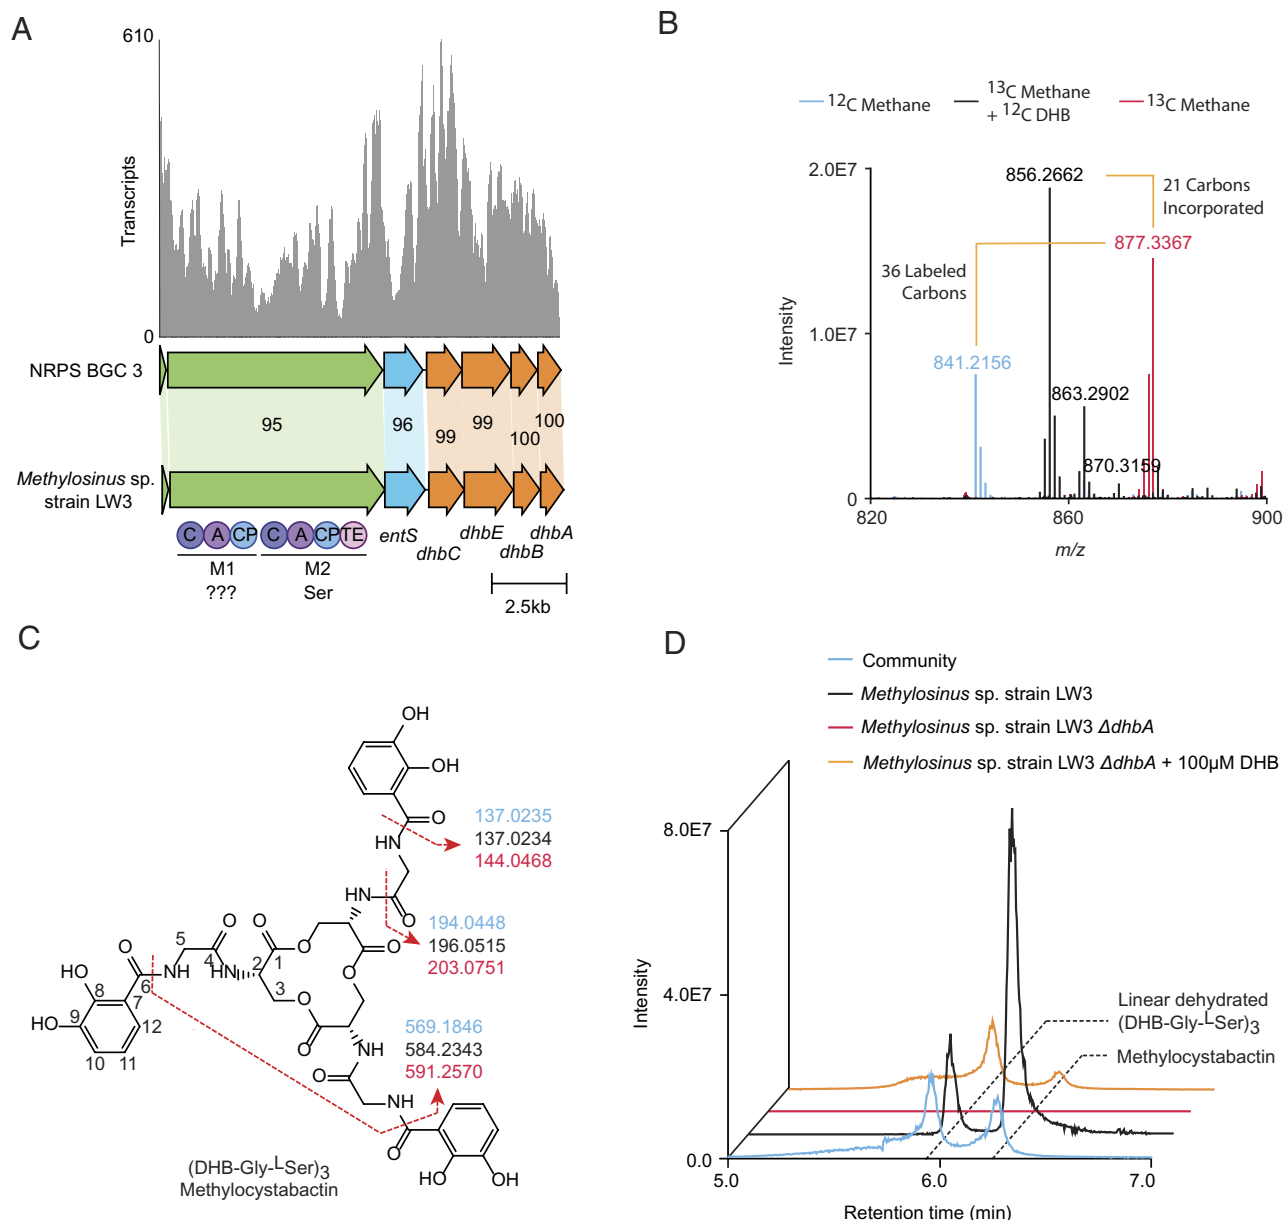 A
610
Transcripts
0
NRPS BGC 3
95
96
99
99
100
100
Methylosinus sp.
strain LW3
C A CP C A CP TE
M1
???
M2
Ser
entS
dhbC
dhbE
dhbB
dhbA
2.5kb
B
12C Methane
13C Methane
+ 12C DHB
13C Methane
2.0E7
856.2662
21 Carbons
Incorporated
877.3367
36 Labeled
Carbons
Intensity
1.0E7
841.2156
863.2902
870.3159
0
820
860
900
m/z
C
OH
OH
O
HN
137.0235
137.0234
144.0468
HN
O
194.0448
196.0515
203.0751
O
O
O
5
4
HN
2
1
O
O
NH
6
HO
8
7
3
O
O
HO
9
12
10
11
O
569.1846
584.2343
591.2570
NH
O
NH
O
HO
OH
(DHB-Gly-LSer)3
Methylocystabactin
D
Community
Methylosinus sp. strain LW3
Methylosinus sp. strain LW3 ΔdhbA
Methylosinus sp. strain LW3 ΔdhbA + 100μM DHB
8.0E7
Intensity
4.0E7
Linear dehydrated
(DHB-Gly-LSer)3
Methylocystabactin
0.0
5.0
6.0
7.0
Retention time (min)